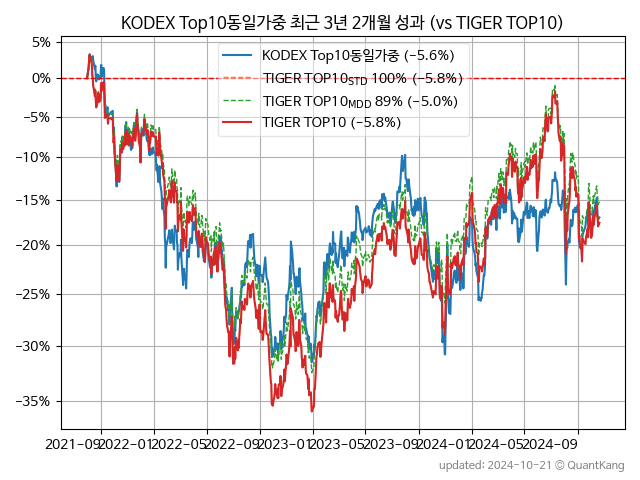 KODEX Top10동일가중 최근 3년 2개월 성과 (vs TIGER TOP10)
5%
0%
−5%
−10%
−15%
−20%
−25%
−30%
−35%
KODEX Top10동일가중 (−5.6%)
TIGER TOP10STD 100% (−5.8%)
TIGER TOP10MDD 89% (−5.0%)
TIGER TOP10 (−5.8%)
2021-09 2022-01 2022-05 2022-09 2023-01 2023-05 2023-09 2024-01 2024-05 2024-09
updated: 2024-10-21 © QuantKang